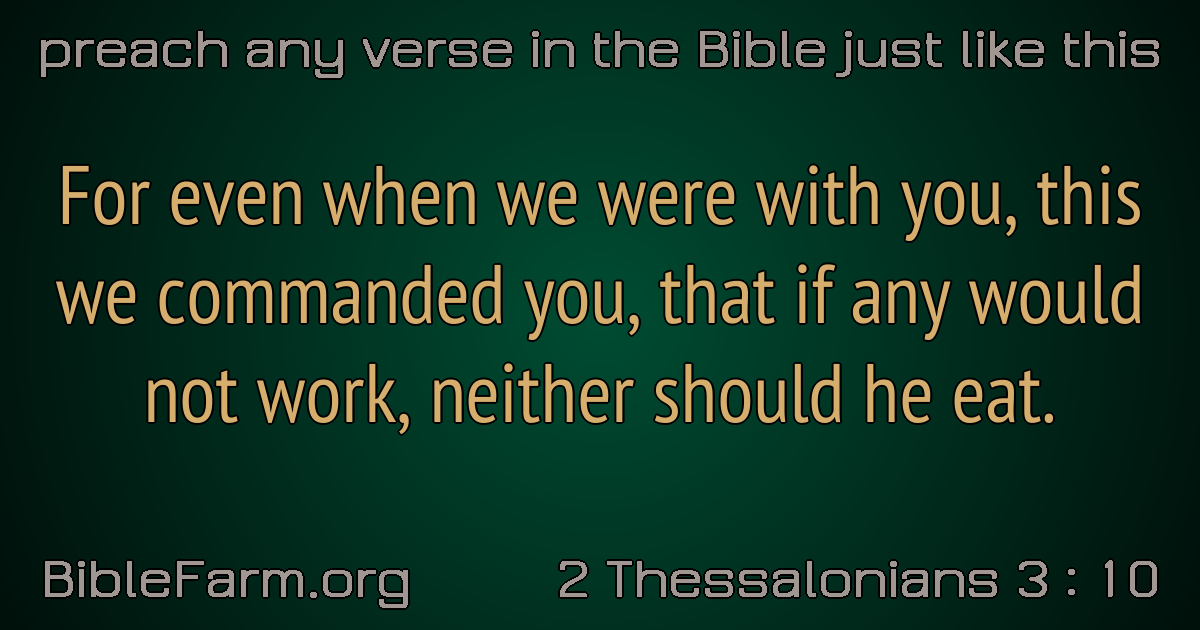 preach any verse in the Bible just like this
For even when we were with you, this
we commanded you, that if any would
not work, neither should he eat.
BibleFarm.org
2 Thessalonians 3 : 10